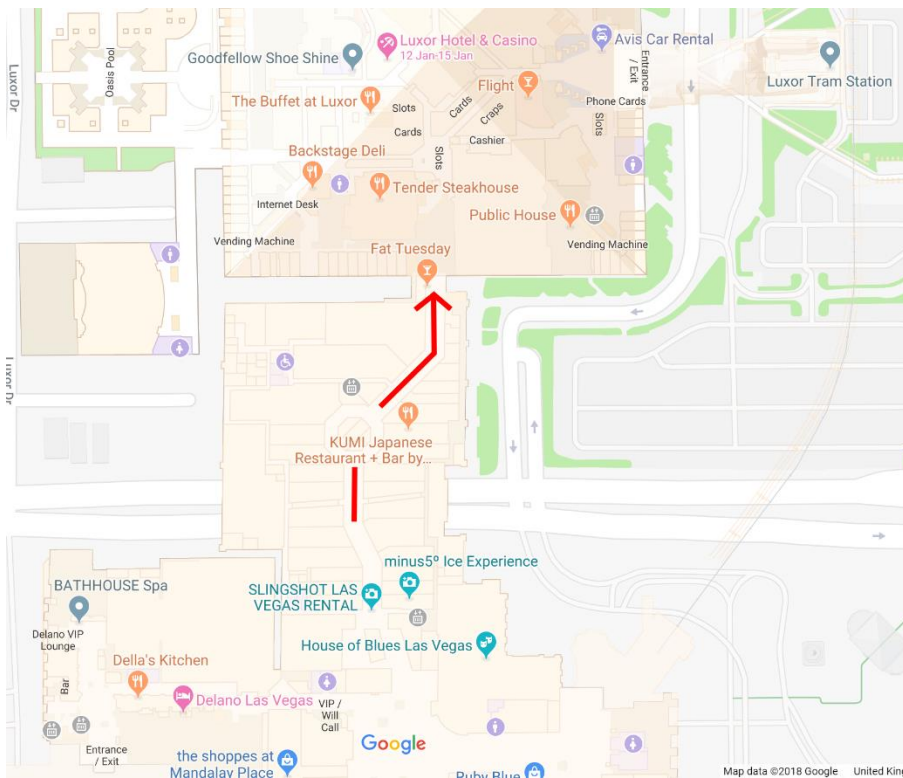 Luxor Hotel & Casino
12 Jan-15 Jan
Avis Car Rental
Goodfellow Shoe Shine
Entrance
/ Exit
Luxor Tram Station
Luxor Dr
Oasis Pool
The Buffet at Luxor
Flight
Slots
Cards
Cards
Craps
Phone Cards
Slots
Cashier
Slots
Backstage Deli
Tender Steakhouse
Internet Desk
Public House
Vending Machine
Vending Machine
Fat Tuesday
Luxor Dr
KUMI Japanese
Restaurant + Bar by...
minus5º Ice Experience
BATHHOUSE Spa
SLINGSHOT LAS
VEGAS RENTAL
Delano VIP
Lounge
House of Blues Las Vegas
Della's Kitchen
Bar
Delano Las Vegas
VIP /
Will
Call
Google
Entrance
/ Exit
the shoppes at
Mandalay Place
Ruby Blue
Map data ©2018 Google
United Kin